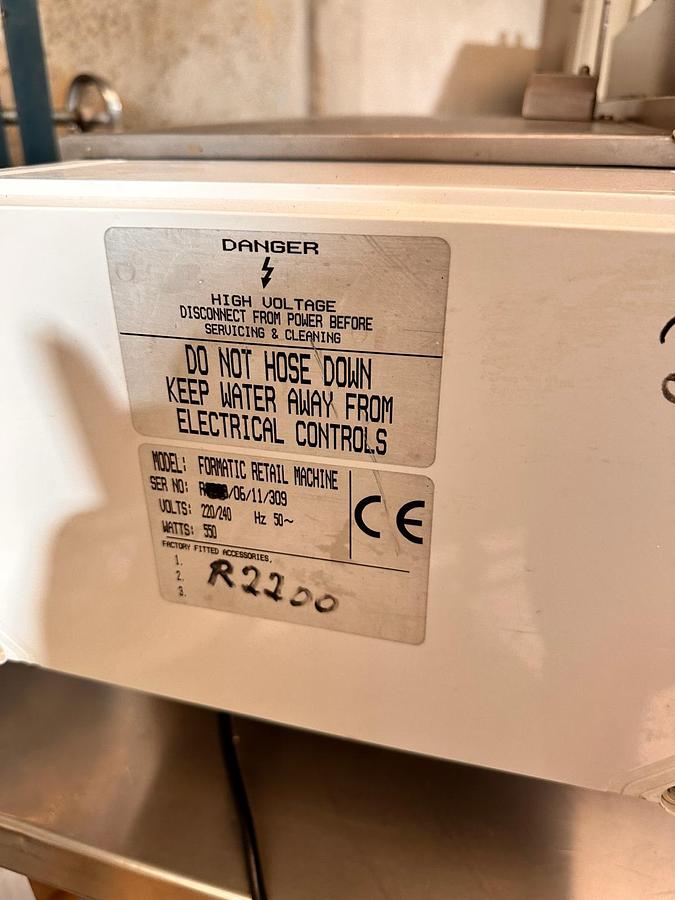 DANGER
HIGH VOLTAGE
DISCONNECT FROM POWER BEFORE
SERVICING & CLEANING
DO NOT HOSE DOWN
KEEP WATER AWAY FROM
ELECTRICAL CONTROLS
MODEL: FORMATIC RETAIL MACHINE
SER NO: /06/11/309
VOLTS: 220/240 Hz 50~
WATTS: 550
CE
FACTORY FITTED ACCESSORIES,
1.
2.
3.
R2200